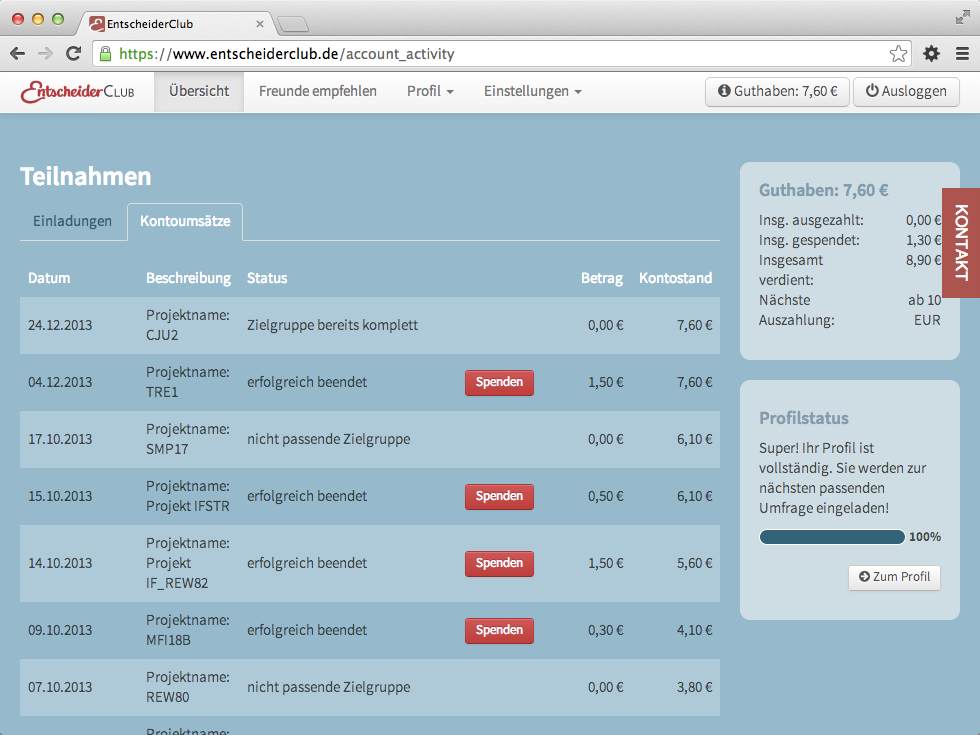 EntscheiderClub
https://www.entscheiderclub.de/account_activity
EntscheiderClub Übersicht Freunde empfehlen Profil Einstellungen Guthaben: 7,60 € Ausloggen
Teilnahmen
Einladungen Kontoumsätze
Datum Beschreibung Status Betrag Kontostand
24.12.2013 Projektname: CJU2 Zielgruppe bereits komplett 0,00 € 7,60 €
04.12.2013 Projektname: TRE1 erfolgreich beendet Spenden 1,50 € 7,60 €
17.10.2013 Projektname: SMP17 nicht passende Zielgruppe 0,00 € 6,10 €
15.10.2013 Projektname: Projekt IFSTR erfolgreich beendet Spenden 0,50 € 6,10 €
14.10.2013 Projektname: Projekt IF_REW82 erfolgreich beendet Spenden 1,50 € 5,60 €
09.10.2013 Projektname: MFI18B erfolgreich beendet Spenden 0,30 € 4,10 €
07.10.2013 Projektname: REW80 nicht passende Zielgruppe 0,00 € 3,80 €
Projektname:
Guthaben: 7,60 €
Insg. ausgezahlt: 0,00 €
Insg. gespendet: 1,30 €
Insgesamt verdient: 8,90 €
Nächste Auszahlung: ab 10 EUR
KONTAKT
Profilstatus
Super! Ihr Profil ist
vollständig. Sie werden zur
nächsten passenden
Umfrage eingeladen!
100%
Zum Profil